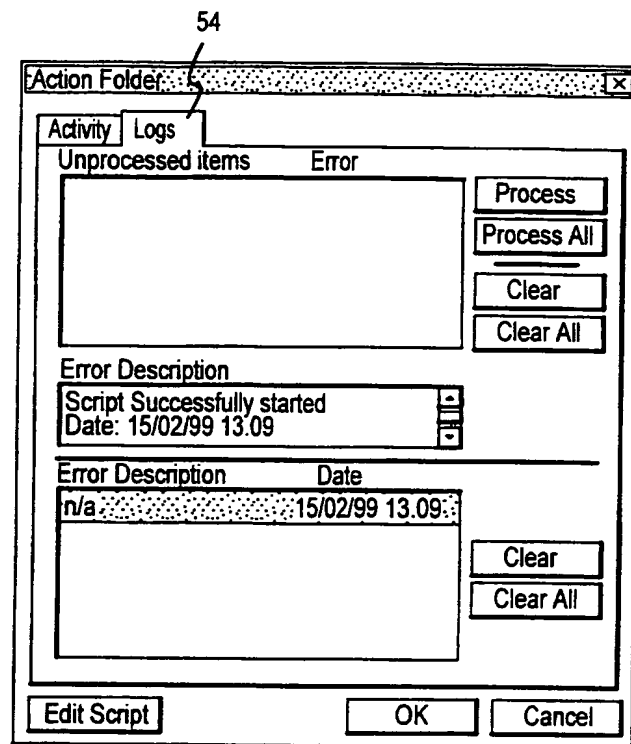 54
Action Folder
Activity Logs
Unprocessed items Error
Process
Process All
Clear
Clear All
Error Description
Script Successfully started
Date: 15/02/99 13.09
Error Description Date
n/a 15/02/99 13.09
Clear
Clear All
Edit Script OK Cancel